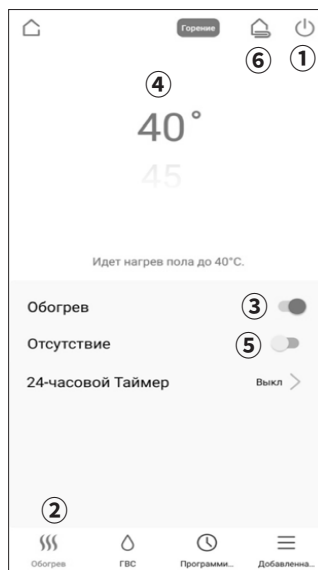 Горение
⑥ ①
④
40°
45
Идет нагрев пола до 40°C.
Обогрев ③
Отсутствие ⑤
24-часовой Таймер Выкл
②
Обогрев ГВС Программи... Добавленна...